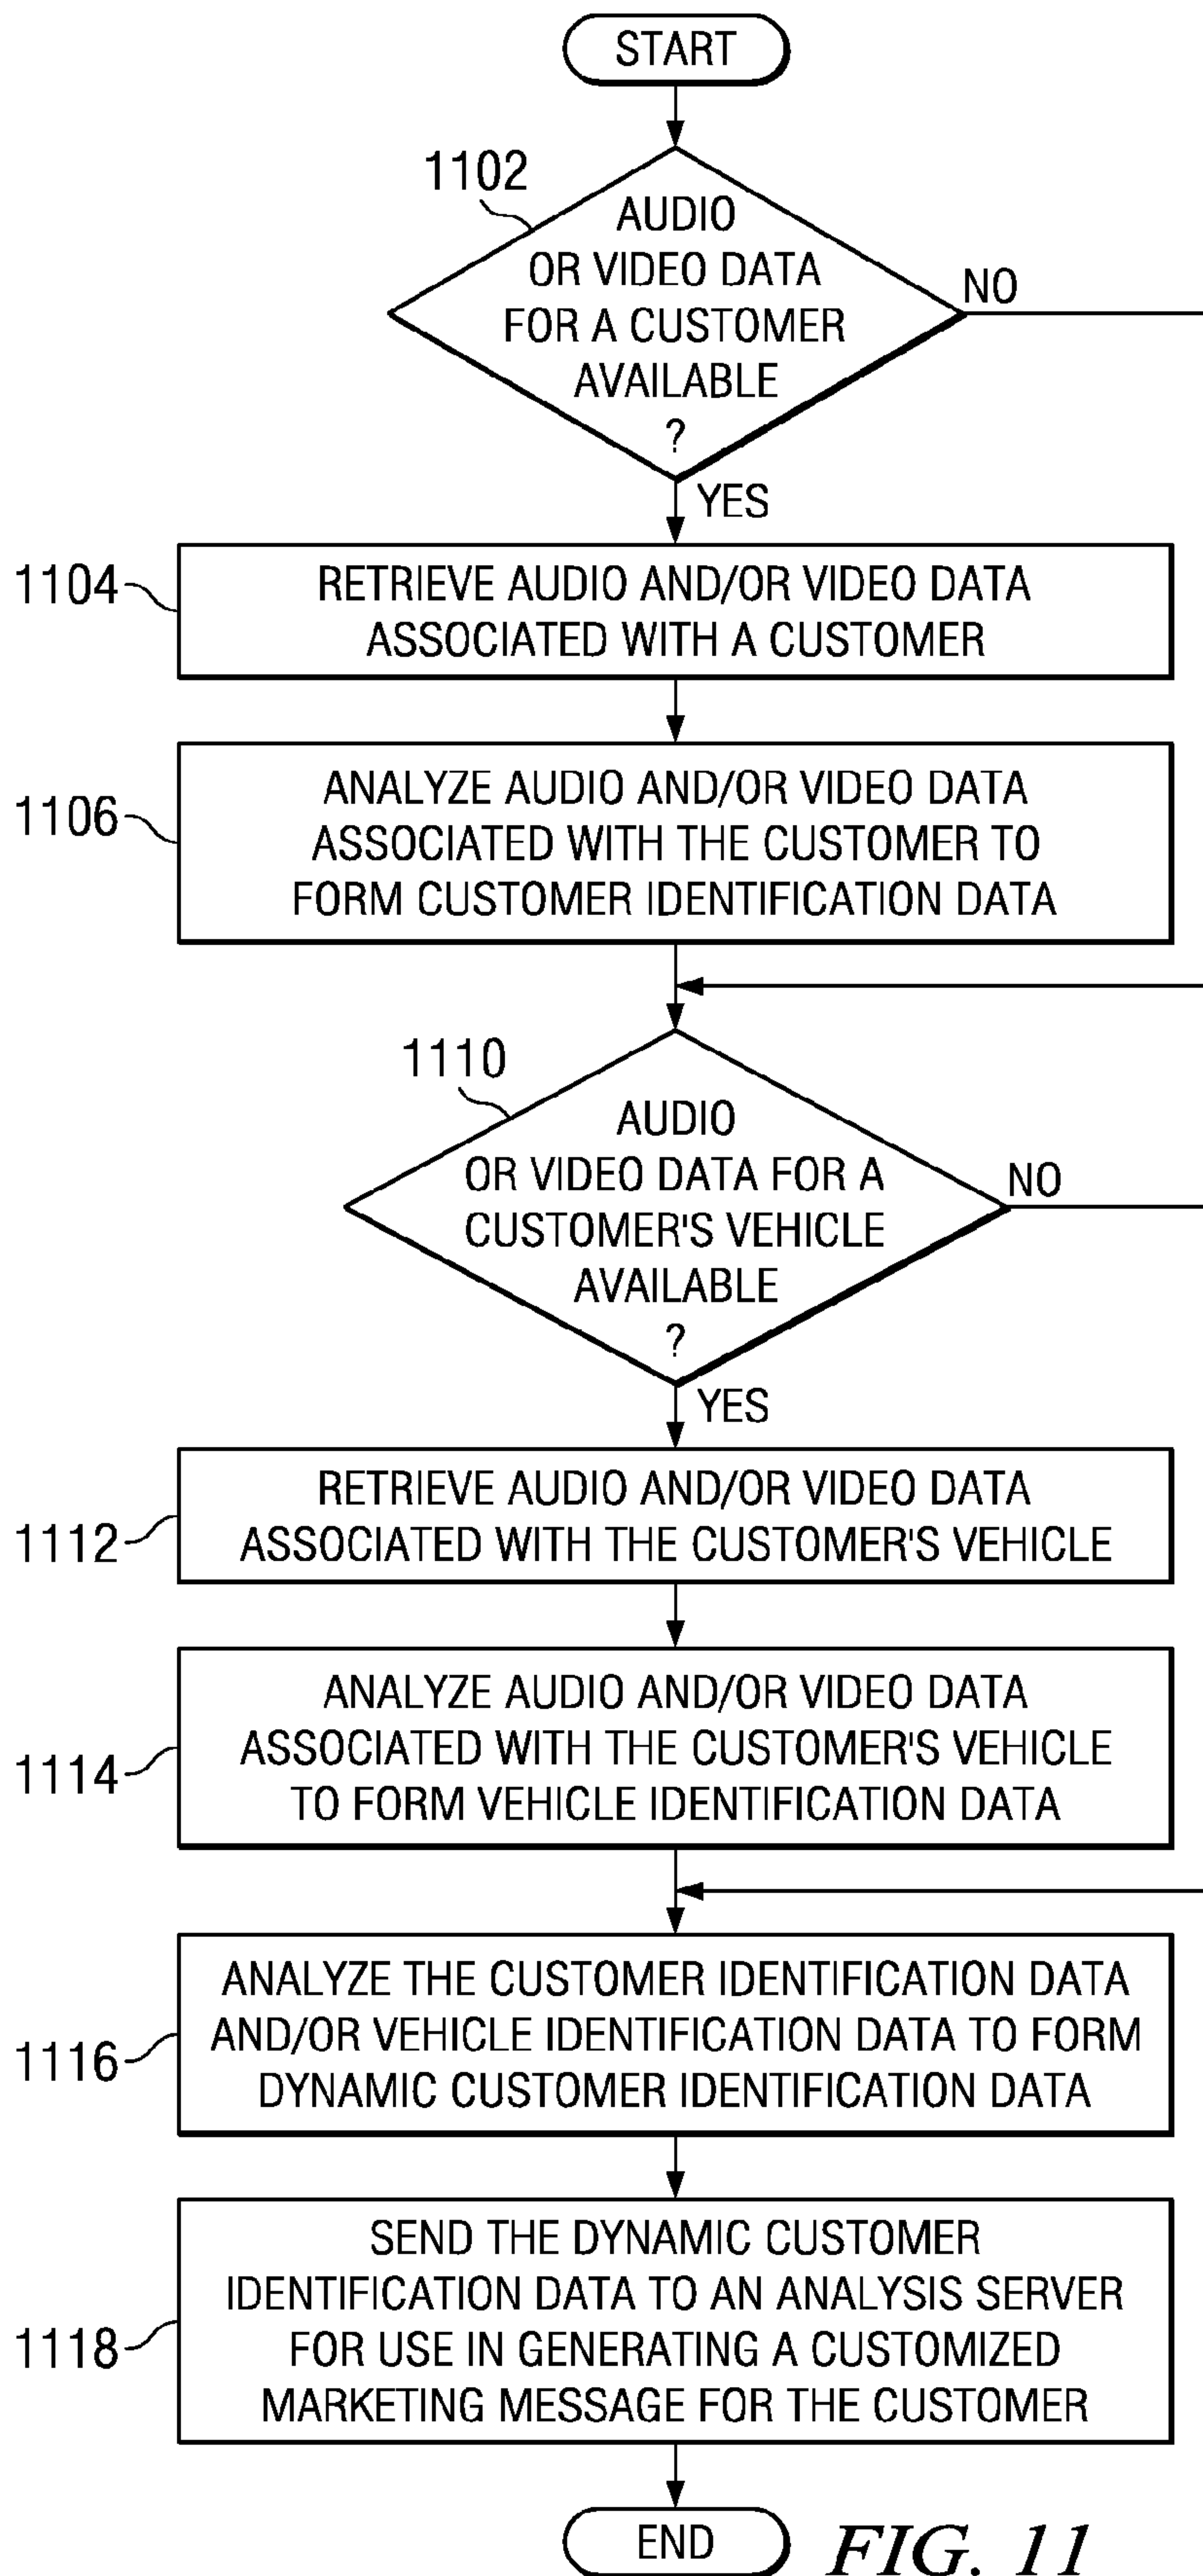 START
1102
AUDIO
OR VIDEO DATA
FOR A CUSTOMER
AVAILABLE
?
NO
YES
1104
RETRIEVE AUDIO AND/OR VIDEO DATA
ASSOCIATED WITH A CUSTOMER
1106
ANALYZE AUDIO AND/OR VIDEO DATA
ASSOCIATED WITH THE CUSTOMER TO
FORM CUSTOMER IDENTIFICATION DATA
1110
AUDIO
OR VIDEO DATA FOR A
CUSTOMER'S VEHICLE
AVAILABLE
?
NO
YES
1112
RETRIEVE AUDIO AND/OR VIDEO DATA
ASSOCIATED WITH THE CUSTOMER'S VEHICLE
1114
ANALYZE AUDIO AND/OR VIDEO DATA
ASSOCIATED WITH THE CUSTOMER'S VEHICLE
TO FORM VEHICLE IDENTIFICATION DATA
1116
ANALYZE THE CUSTOMER IDENTIFICATION DATA
AND/OR VEHICLE IDENTIFICATION DATA TO FORM
DYNAMIC CUSTOMER IDENTIFICATION DATA
1118
SEND THE DYNAMIC CUSTOMER
IDENTIFICATION DATA TO AN ANALYSIS SERVER
FOR USE IN GENERATING A CUSTOMIZED
MARKETING MESSAGE FOR THE CUSTOMER
END
FIG. 11